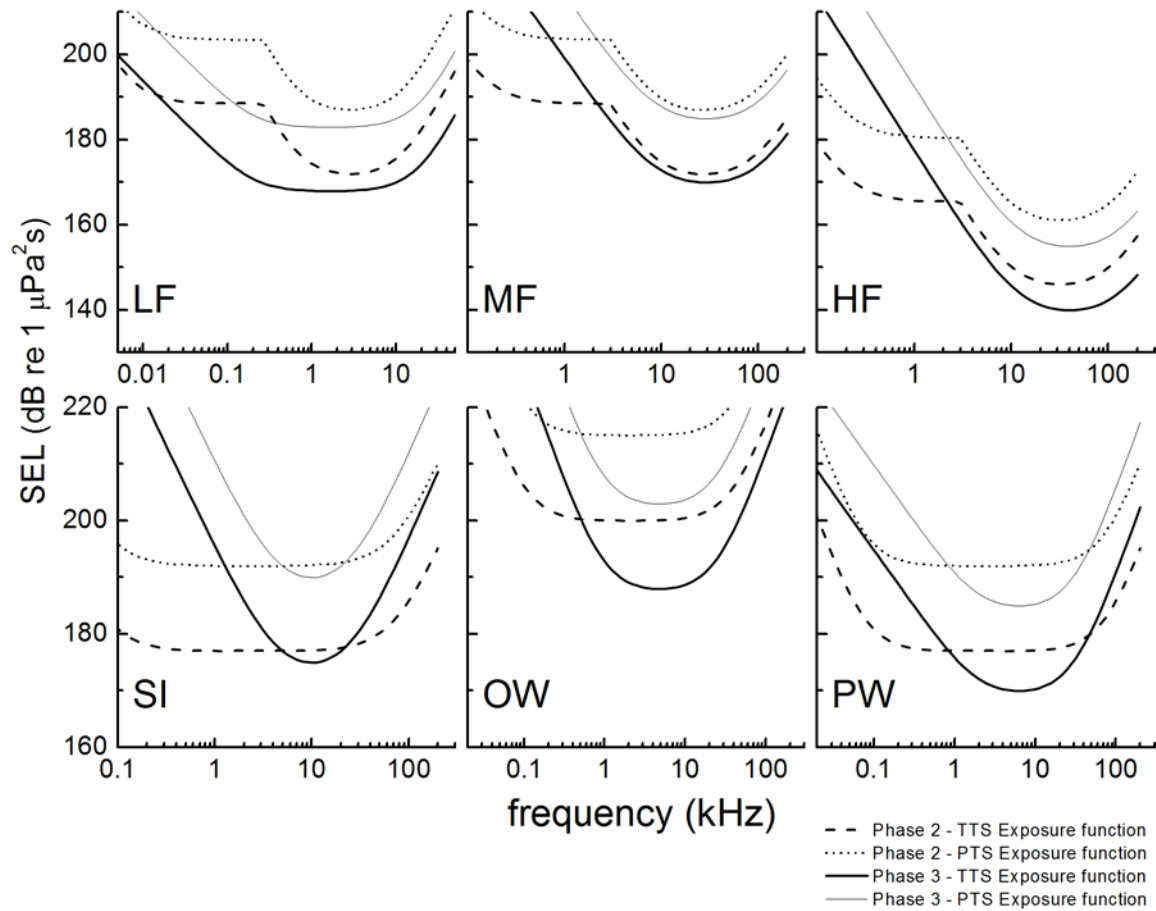 200
180
160
140
LF
MF
HF
0.01 0.1 1 10
1 10 100
1 10 100
SEL (dB re 1 μPa²s)
220
200
180
160
SI
OW
PW
0.1 1 10 100
0.1 1 10 100
0.1 1 10 100
frequency (kHz)
Phase 2 - TTS Exposure function
Phase 2 - PTS Exposure function
Phase 3 - TTS Exposure function
Phase 3 - PTS Exposure function